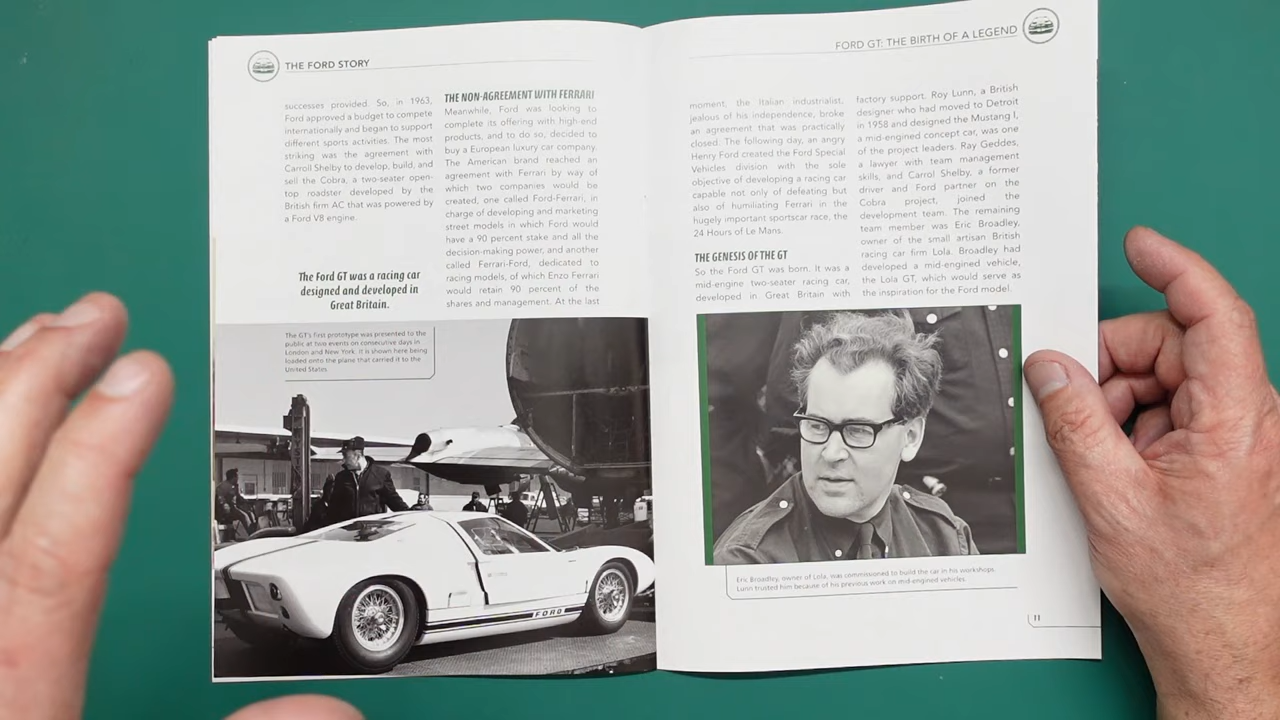 THE FORD STORY
successes provided. So, in 1963,
Ford approved a budget to compete
internationally and began to support
different sports activities. The most
striking was the agreement with
Carroll Shelby to develop, build, and
sell the Cobra, a two-seater open-
top roadster developed by the
British firm AC that was powered by
a Ford V8 engine.
The Ford GT was a racing car
designed and developed in
Great Britain.
THE NON-AGREEMENT WITH FERRARI
Meanwhile, Ford was looking to
complete its offering with high-end
products, and to do so, decided to
buy a European luxury car company.
The American brand reached an
agreement with Ferrari by way of
which two companies would be
created, one called Ford-Ferrari, in
charge of developing and marketing
street models in which Ford would
have a 90 percent stake and all the
decision-making power, and another
called Ferrari-Ford, dedicated to
racing models, of which Enzo Ferrari
would retain 90 percent of the
shares and management. At the last
The GT's first prototype was presented to the
public at two events on consecutive days in
London and New York. It is shown here being
loaded onto the plane that carried it to the
United States.
FORD
FORD GT: THE BIRTH OF A LEGEND
moment, the Italian industrialist,
jealous of his independence, broke
an agreement that was practically
closed. The following day, an angry
Henry Ford created the Ford Special
Vehicles division with the sole
objective of developing a racing car
capable not only of defeating but
also of humiliating Ferrari in the
hugely important sportscar race, the
24 Hours of Le Mans.
THE GENESIS OF THE GT
So the Ford GT was born. It was a
mid-engine two-seater racing car,
developed in Great Britain with
factory support. Roy Lunn, a British
designer who had moved to Detroit
in 1958 and designed the Mustang I,
a mid-engined concept car, was one
of the project leaders. Ray Geddes,
a lawyer with team management
skills, and Carrol Shelby, a former
driver and Ford partner on the
Cobra project, joined the
development team. The remaining
team member was Eric Broadley,
owner of the small artisan British
racing car firm Lola. Broadley had
developed a mid-engined vehicle,
the Lola GT, which would serve as
the inspiration for the Ford model.
Eric Broadley, owner of Lola, was commissioned to build the car in his workshops.
Lunn trusted him because of his previous work on mid-engined vehicles.
11